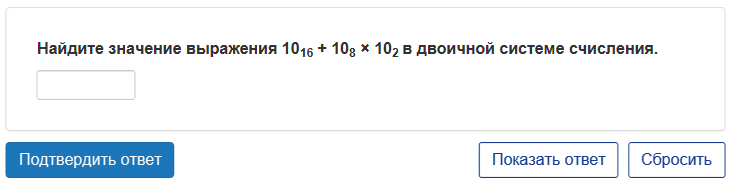 Найдите значение выражения 10₁₆ + 10₈ × 10₂ в двоичной системе счисления.
Подтвердить ответ
Показать ответ
Сбросить